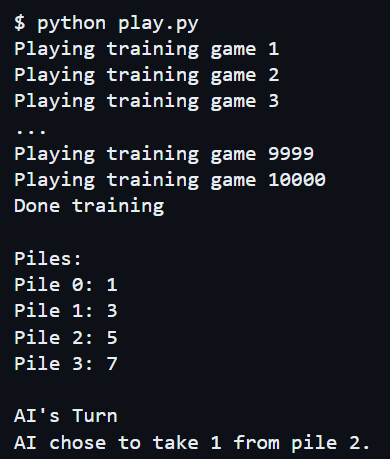 $ python play.py
Playing training game 1
Playing training game 2
Playing training game 3
...
Playing training game 9999
Playing training game 10000
Done training
Piles:
Pile 0: 1
Pile 1: 3
Pile 2: 5
Pile 3: 7
AI's Turn
AI chose to take 1 from pile 2.